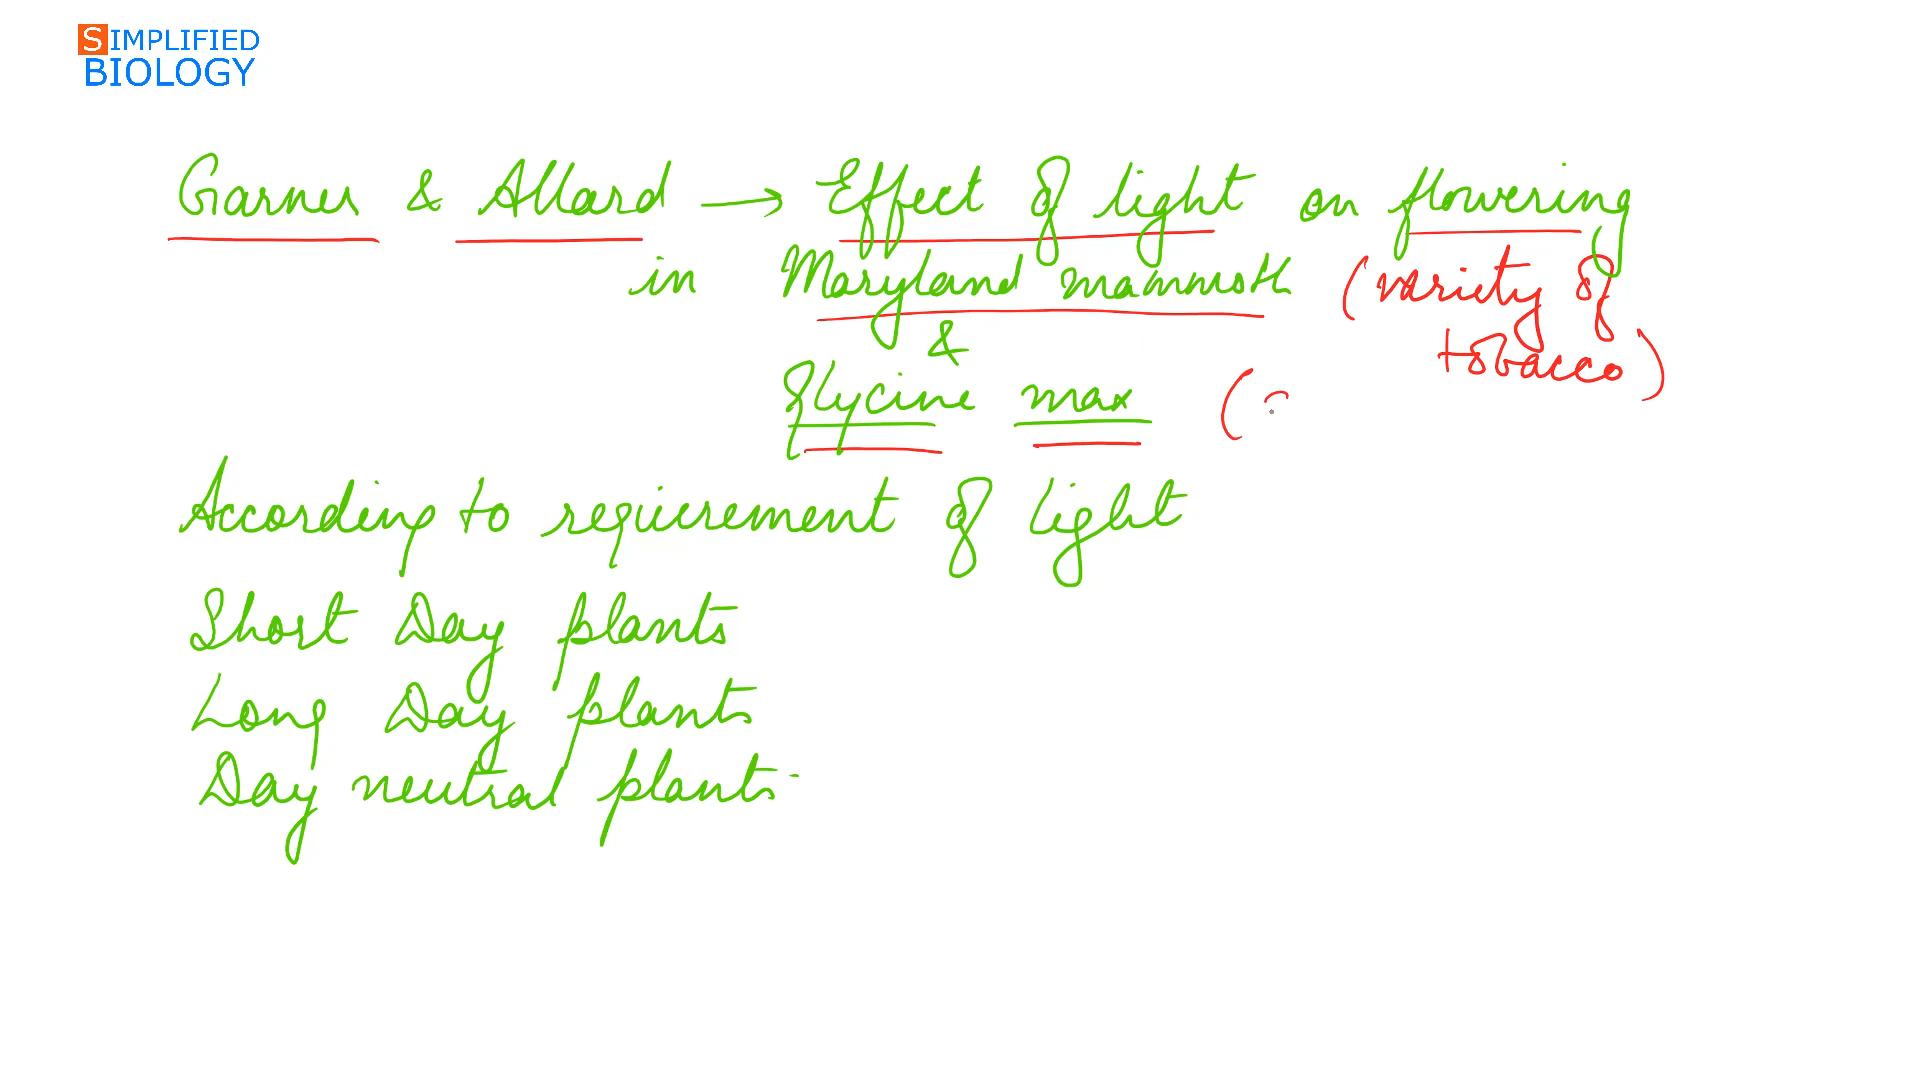 SIMPLIFIED
BIOLOGY
Garner & Allard → Effect of light on flowering
in Maryland mammoth (variety of
tobacco)
&
Glycine max (
According to requirement of light
Short Day plants
Long Day plants
Day neutral plants